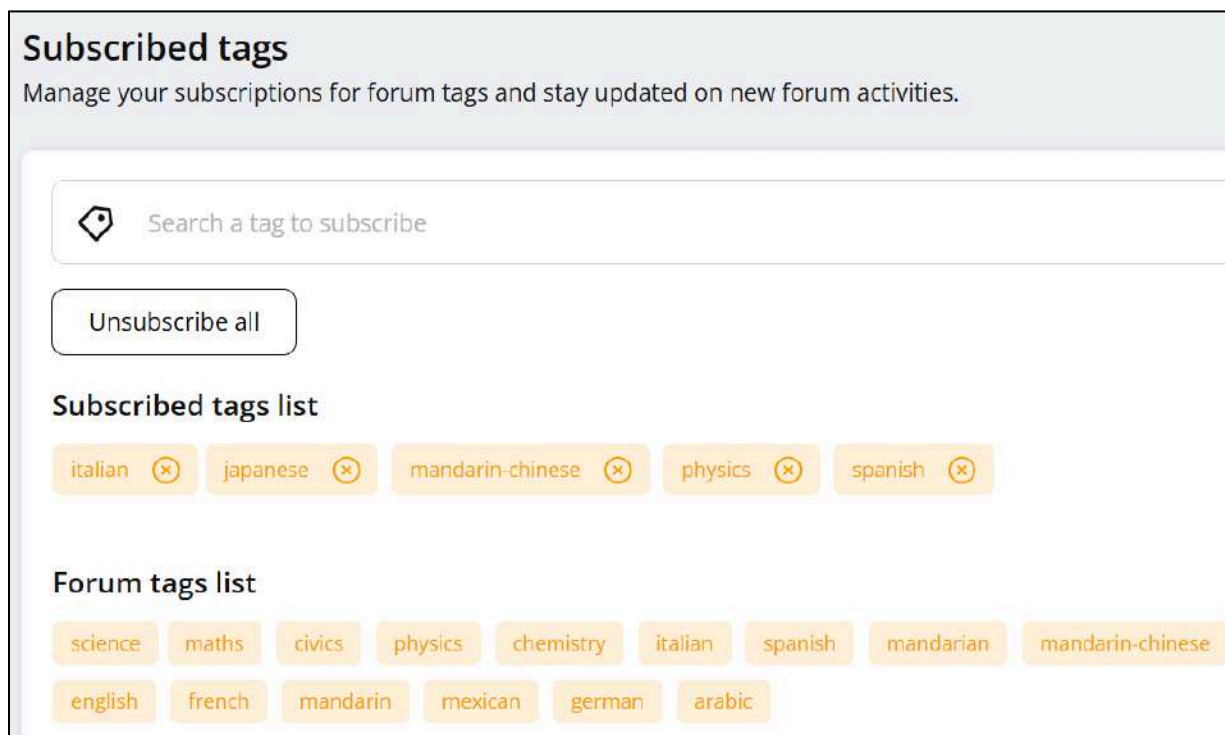 Subscribed tags
Manage your subscriptions for forum tags and stay updated on new forum activities.
Search a tag to subscribe
Unsubscribe all
Subscribed tags list
italian japanese mandarin-chinese physics spanish
Forum tags list
science maths civics physics chemistry italian spanish mandarian mandarin-chinese
english french mandarin mexican german arabic